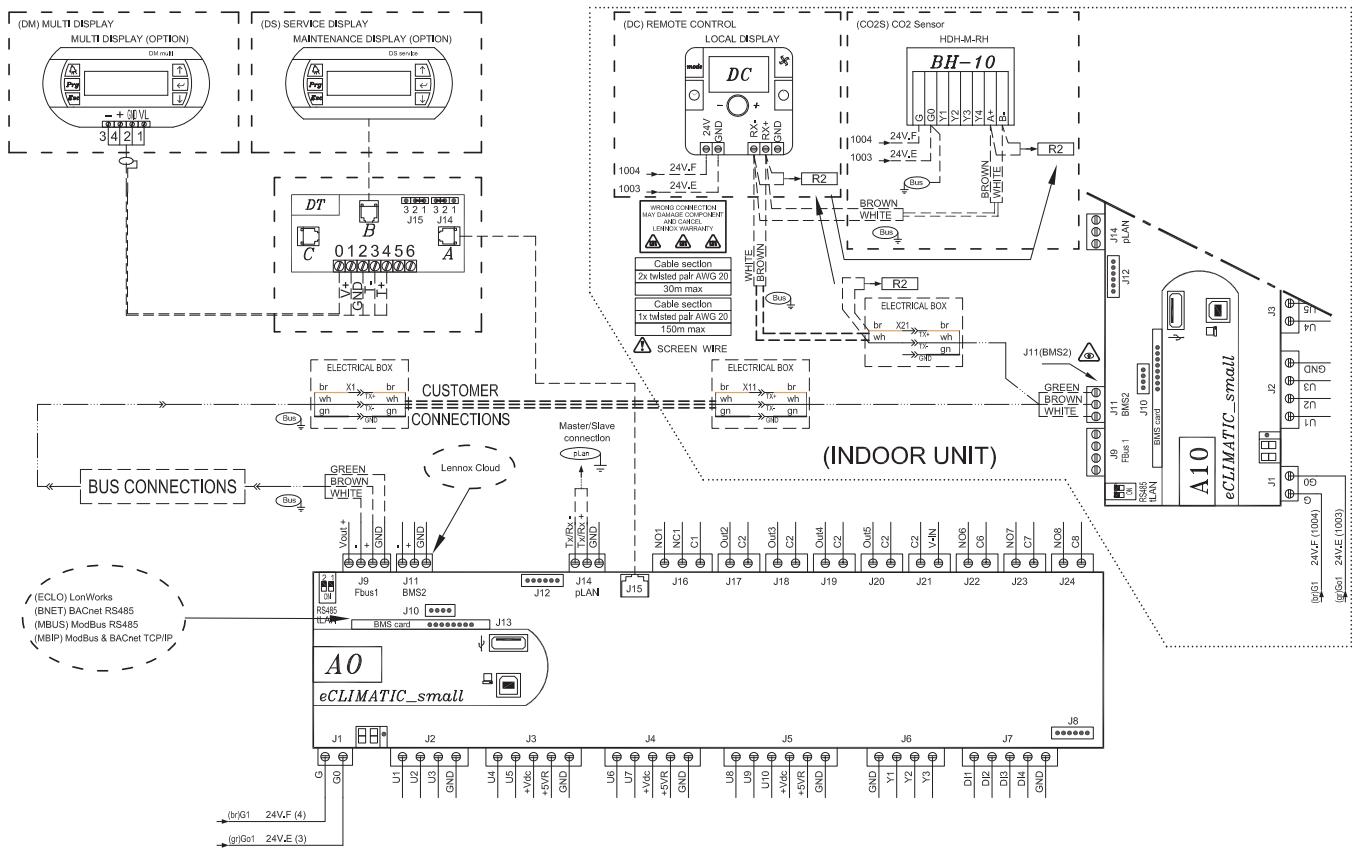 (DM) MULTI DISPLAY
MULTI DISPLAY (OPTION)
DM multi
Prg
Esc
- + GND VL
3 4 2 1
(DS) SERVICE DISPLAY
MAINTENANCE DISPLAY (OPTION)
DS service
Prg
Esc
DT
B
C
A
3 2 1
J15
3 2 1
J14
0 1 2 3 4 5 6
V+
GND
T-
T+
(DC) REMOTE CONTROL
LOCAL DISPLAY
mode
DC
- +
24V
GND
RX-
RX+
GND
1004
24V.F
1003
24V.E
R2
WRONG CONNECTION
MAY DAMAGE COMPONENT
AND CANCEL
LENNOX WARRANTY
Cable section
2x twisted pair AWG 20
30m max
Cable section
1x twisted pair AWG 20
150m max
SCREEN WIRE
WHITE
BROWN
Bus
BROWN
WHITE
Bus
(CO2S) CO2 Sensor
HDH-M-RH
BH-10
G
G0
Y1
Y2
Y3
Y4
A+
B-
1004
24V.F
1003
24V.E
Bus
BROWN
WHITE
R2
R2
ELECTRICAL BOX
br X21 br
wh TX+ wh
TX- gn
GND
J14
pLAN
J12
J11(BMS2)
GREEN
BROWN
WHITE
J11
BMS2
J10
BMS card
J9
FBus 1
RS485
tLAN
ON
A10
eCLIMATIC_small
J3
U5
U4
J2
GND
U3
U2
U1
J1
G0
G
(br)G1 24V.F (1004)
(gr)Go1 24V.E (1003)
(INDOOR UNIT)
ELECTRICAL BOX
br X1 br
wh TX+ wh
gn TX- gn
GND
Bus
CUSTOMER
CONNECTIONS
ELECTRICAL BOX
br X11 br
wh TX+ wh
gn TX- gn
GND
BUS CONNECTIONS
GREEN
BROWN
WHITE
Bus
Lennox Cloud
Master/Slave
connection
pLan
(ECLO) LonWorks
(BNET) BACnet RS485
(MBUS) ModBus RS485
(MBIP) ModBus & BACnet TCP/IP
Vout +
-
+
GND
J9
Fbus1
-
+
GND
J11
BMS2
Tx/Rx -
Tx/Rx +
GND
J14
pLAN
J12
J15
NO1
NC1
C1
J16
Out2
C2
J17
Out3
C2
J18
Out4
C2
J19
Out5
C2
J20
C2
V-IN
J21
NO6
C6
J22
NO7
C7
J23
NO8
C8
J24
2 1
ON
RS485
tLAN
J10
BMS card
J13
A0
eCLIMATIC_small
J1
J2
J3
J4
J5
J6
J7
J8
G
G0
U1
U2
U3
GND
U4
U5
+Vdc
+5VR
GND
U6
U7
+Vdc
+5VR
GND
U8
U9
U10
+Vdc
+5VR
GND
GND
Y1
Y2
Y3
DI1
DI2
DI3
DI4
GND
(br)G1 24V.F (4)
(gr)Go1 24V.E (3)